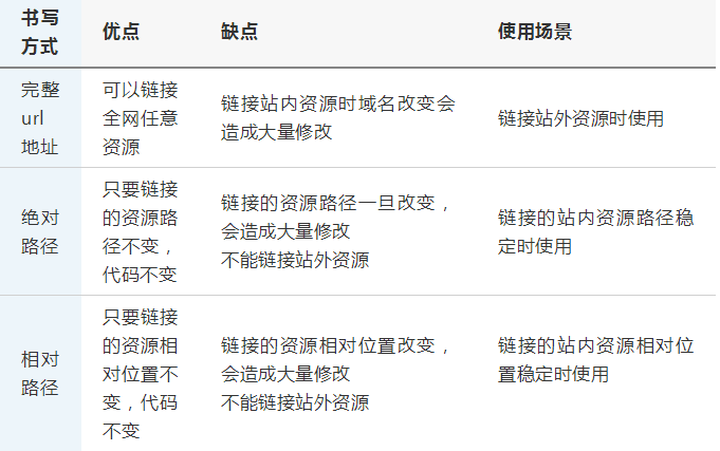 书写
方式
优点
缺点
使用场景
完整
url
地址
可以链接
全网任意
资源
链接站内资源时域名改变会
造成大量修改
链接站外资源时使用
绝对
路径
只要链接
的资源路
径不变，
代码不变
链接的资源路径一旦改变，
会造成大量修改
不能链接站外资源
链接的站内资源路径稳
定时使用
相对
路径
只要链接
的资源相
对位置不
变，代码
不变
链接的资源相对位置改变，
会造成大量修改
不能链接站外资源
链接的站内资源相对位
置稳定时使用